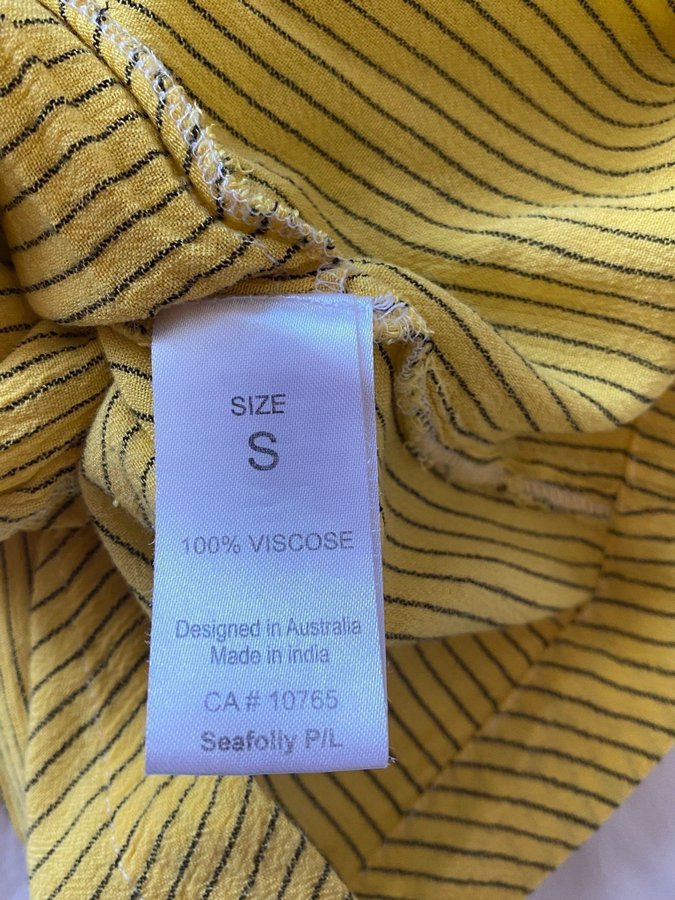 SIZE
S
100% VISCOSE
Designed in Australia
Made in India
CA # 10765
Seafolly P/L